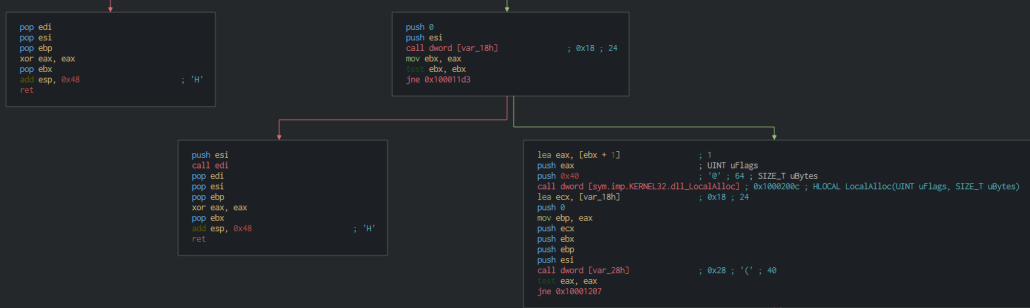 pop edi
pop esi
pop ebp
xor eax, eax
pop ebx
add esp, 0x48 ; 'H'
ret
push 0
push esi
call dword [var_18h] ; 0x18 ; 24
mov ebx, eax
test ebx, ebx
jne 0x100011d3
push esi
call edi
pop edi
pop esi
pop ebp
xor eax, eax
pop ebx
add esp, 0x48 ; 'H'
ret
lea eax, [ebx + 1] ; 1
push eax ; UINT uFlags
push 0x40 ; '@' ; 64 ; SIZE_T uBytes
call dword [sym.imp.KERNEL32.dll_LocalAlloc] ; 0x1000200c ; HLOCAL LocalAlloc(UINT uFlags, SIZE_T uBytes)
lea ecx, [var_18h] ; 0x18 ; 24
push 0
mov ebp, eax
push ecx
push ebx
push ebp
push esi
call dword [var_28h] ; 0x28 ; '(' ; 40
test eax, eax
jne 0x10001207